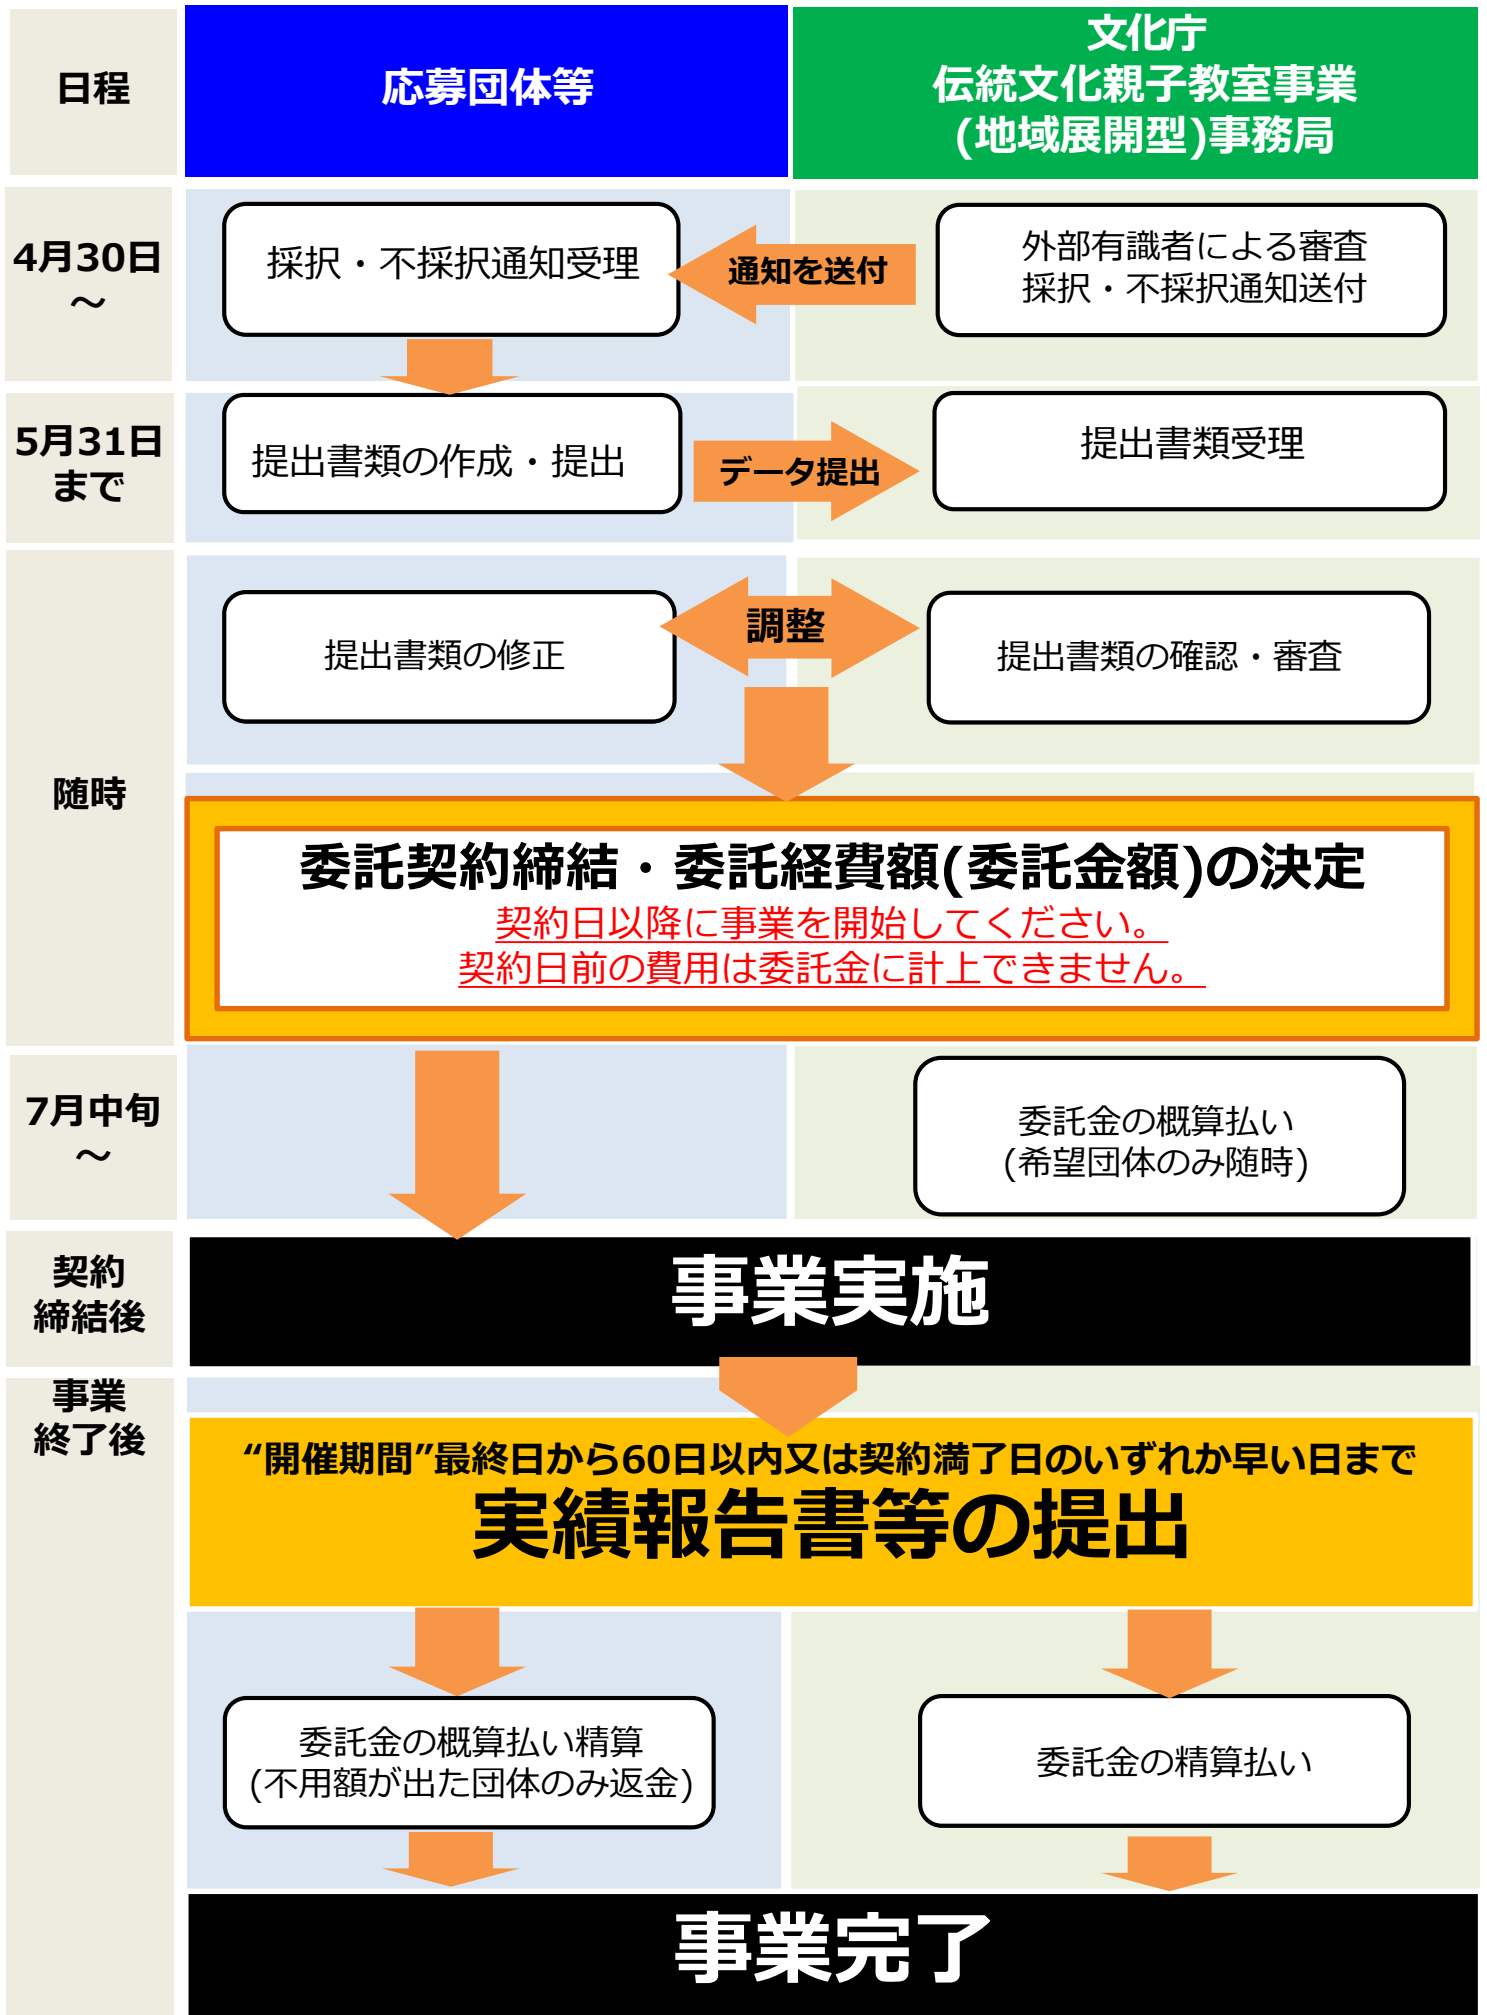 日程
応募団体等
文化庁
伝統文化親子教室事業
(地域展開型)事務局
4月30日
～
採択・不採択通知受理
通知を送付
外部有識者による審査
採択・不採択通知送付
5月31日
まで
提出書類の作成・提出
データ提出
提出書類受理
随時
提出書類の修正
調整
提出書類の確認・審査
委託契約締結・委託経費額(委託金額)の決定
契約日以降に事業を開始してください。
契約日前の費用は委託金に計上できません。
7月中旬
～
委託金の概算払い
(希望団体のみ随時)
契約
締結後
事業実施
事業
終了後
“開催期間”最終日から60日以内又は契約満了日のいずれか早い日まで
実績報告書等の提出
委託金の概算払い精算
(不用額が出た団体のみ返金)
委託金の精算払い
事業完了